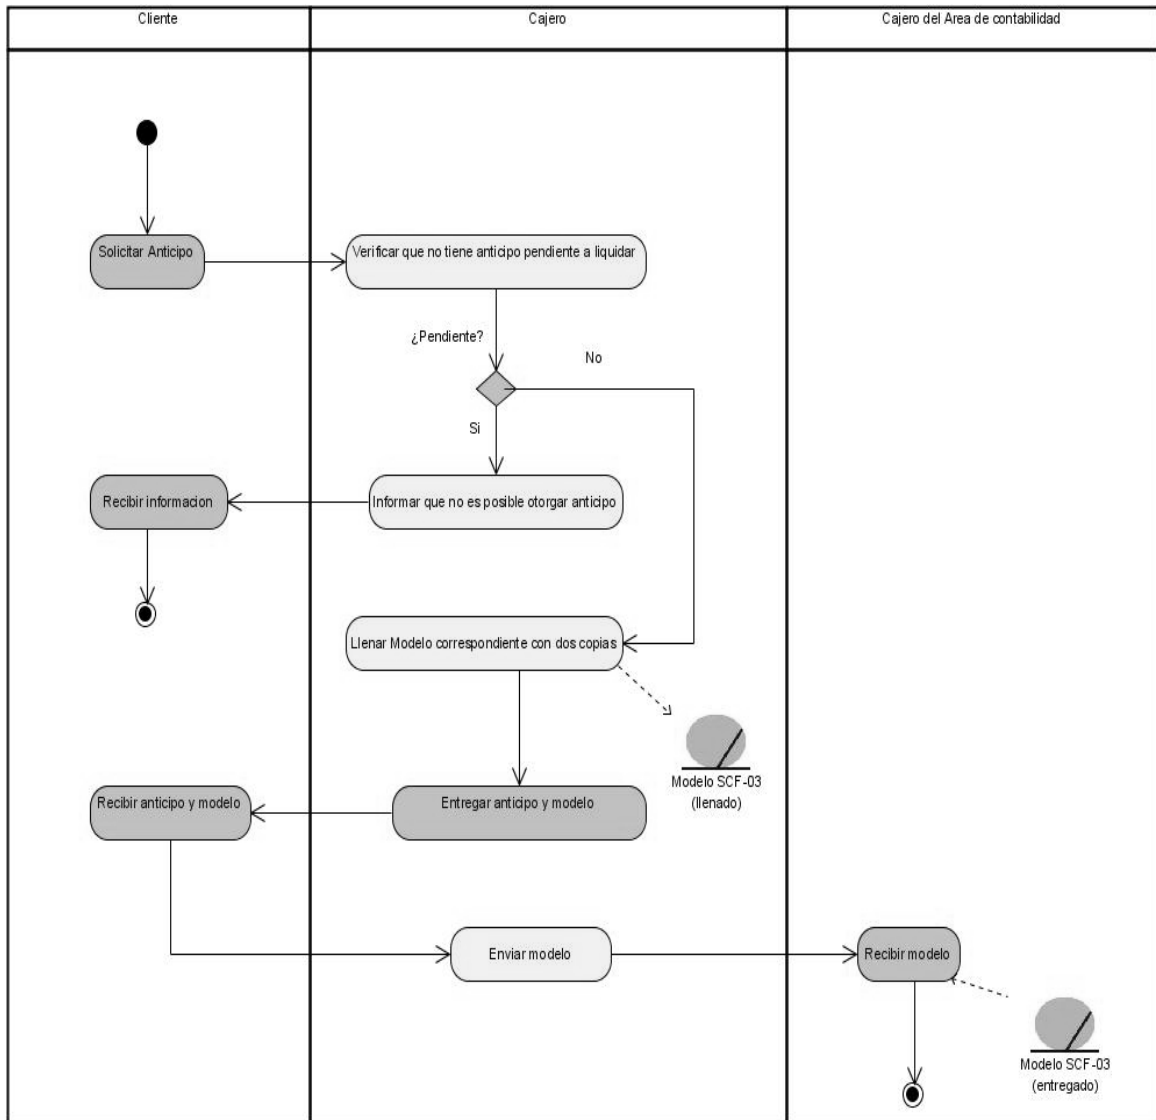 Cliente
Cajero
Cajero del Area de contabilidad
Solicitar Anticipo
Verificar que no tiene anticipo pendiente a liquidar
¿Pendiente?
No
Si
Recibir informacion
Informar que no es posible otorgar anticipo
Llenar Modelo correspondiente con dos copias
Modelo SCF-03
(llenado)
Recibir anticipo y modelo
Entregar anticipo y modelo
Enviar modelo
Recibir modelo
Modelo SCF-03
(entregado)